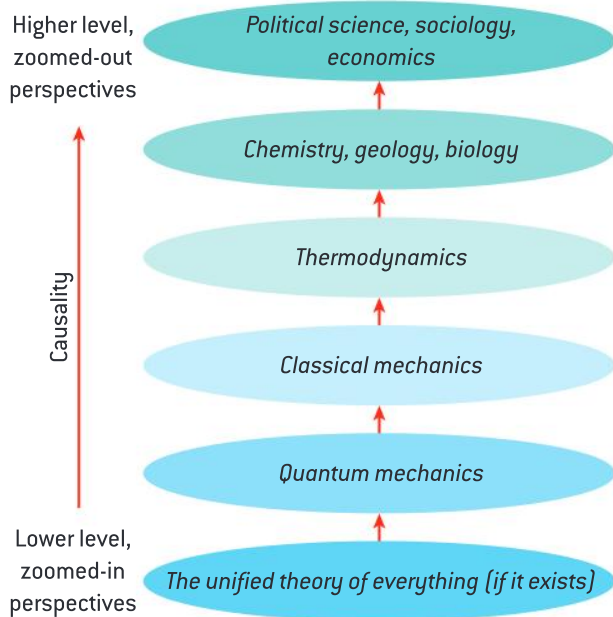 Higher level,
zoomed-out
perspectives
Political science, sociology,
economics
Chemistry, geology, biology
Thermodynamics
Causality
Classical mechanics
Quantum mechanics
Lower level,
zoomed-in
perspectives
The unified theory of everything (if it exists)